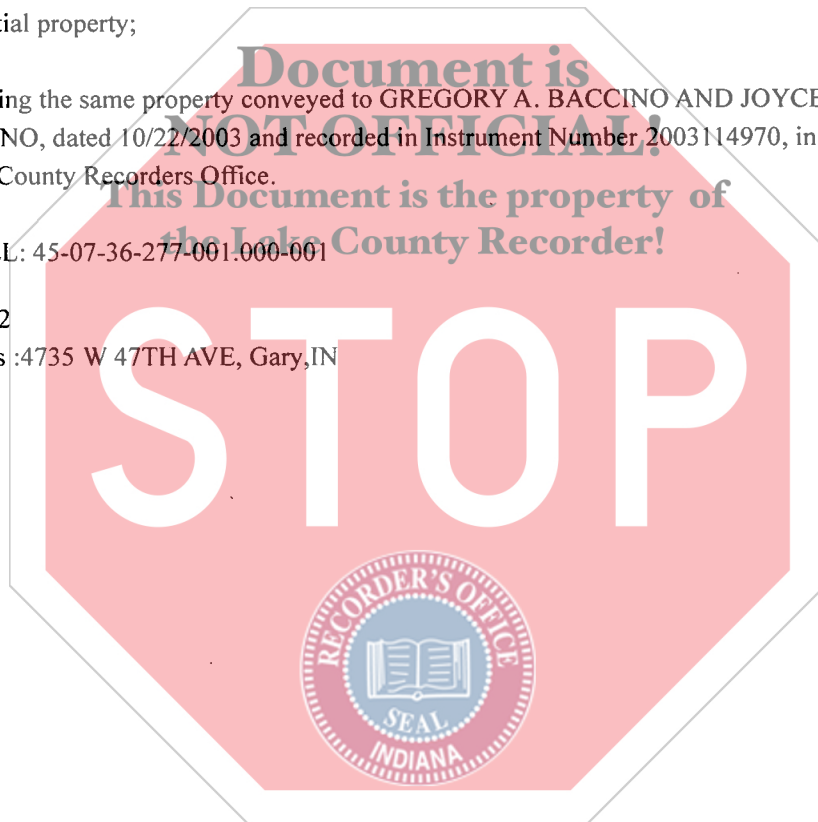 tial property;
Document is
ing the same property conveyed to GREGORY A. BACCINO AND JOYCE
NOT OFFICIAL!
NO, dated 10/22/2003 and recorded in Instrument Number 2003114970, in
County Recorders Office.
This Document is the property of
the Lake County Recorder!
L: 45-07-36-277-001.000-001
2
s :4735 W 47TH AVE, Gary,IN
STOP
RECORDER'S OFFICE
SEAL
INDIANA